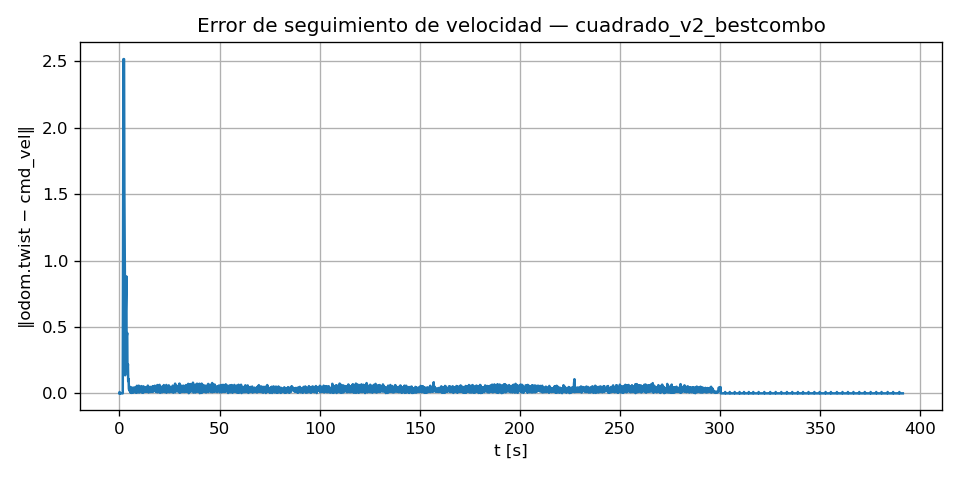 Error de seguimiento de velocidad — cuadrado_v2_bestcombo
‖odom.twist − cmd_vel‖
2.5
2.0
1.5
1.0
0.5
0.0
0 50 100 150 200 250 300 350 400
t [s]